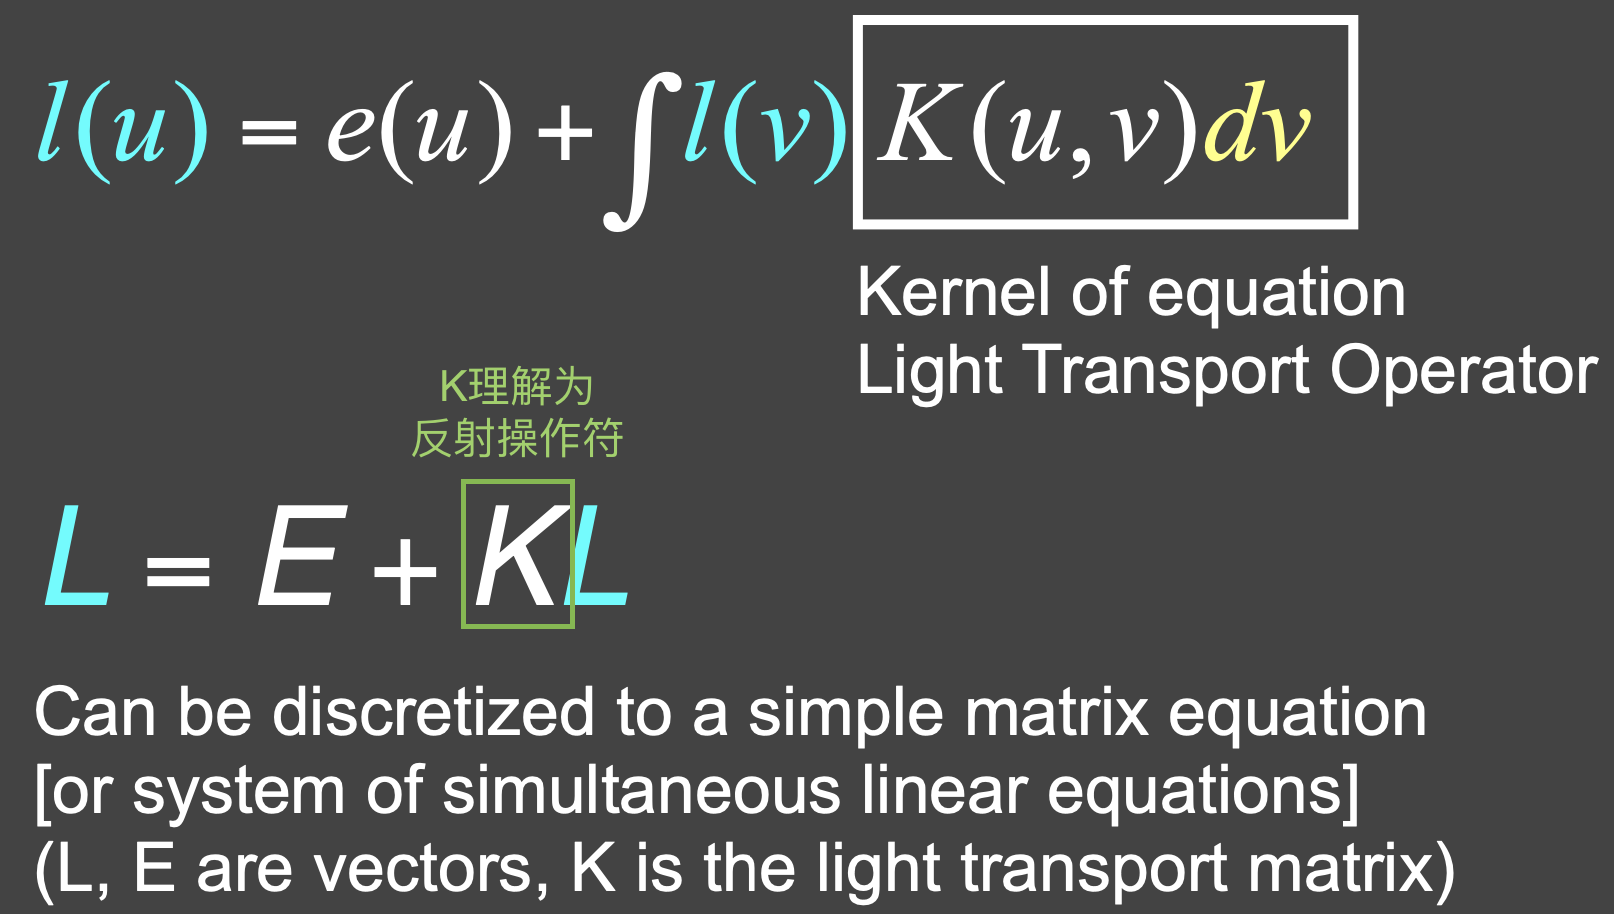 l(u) = e(u) + ∫l(v)K(u,v)dv
Kernel of equation
Light Transport Operator
K理解为
反射操作符
L = E + KL
Can be discretized to a simple matrix equation
[or system of simultaneous linear equations]
(L, E are vectors, K is the light transport matrix)